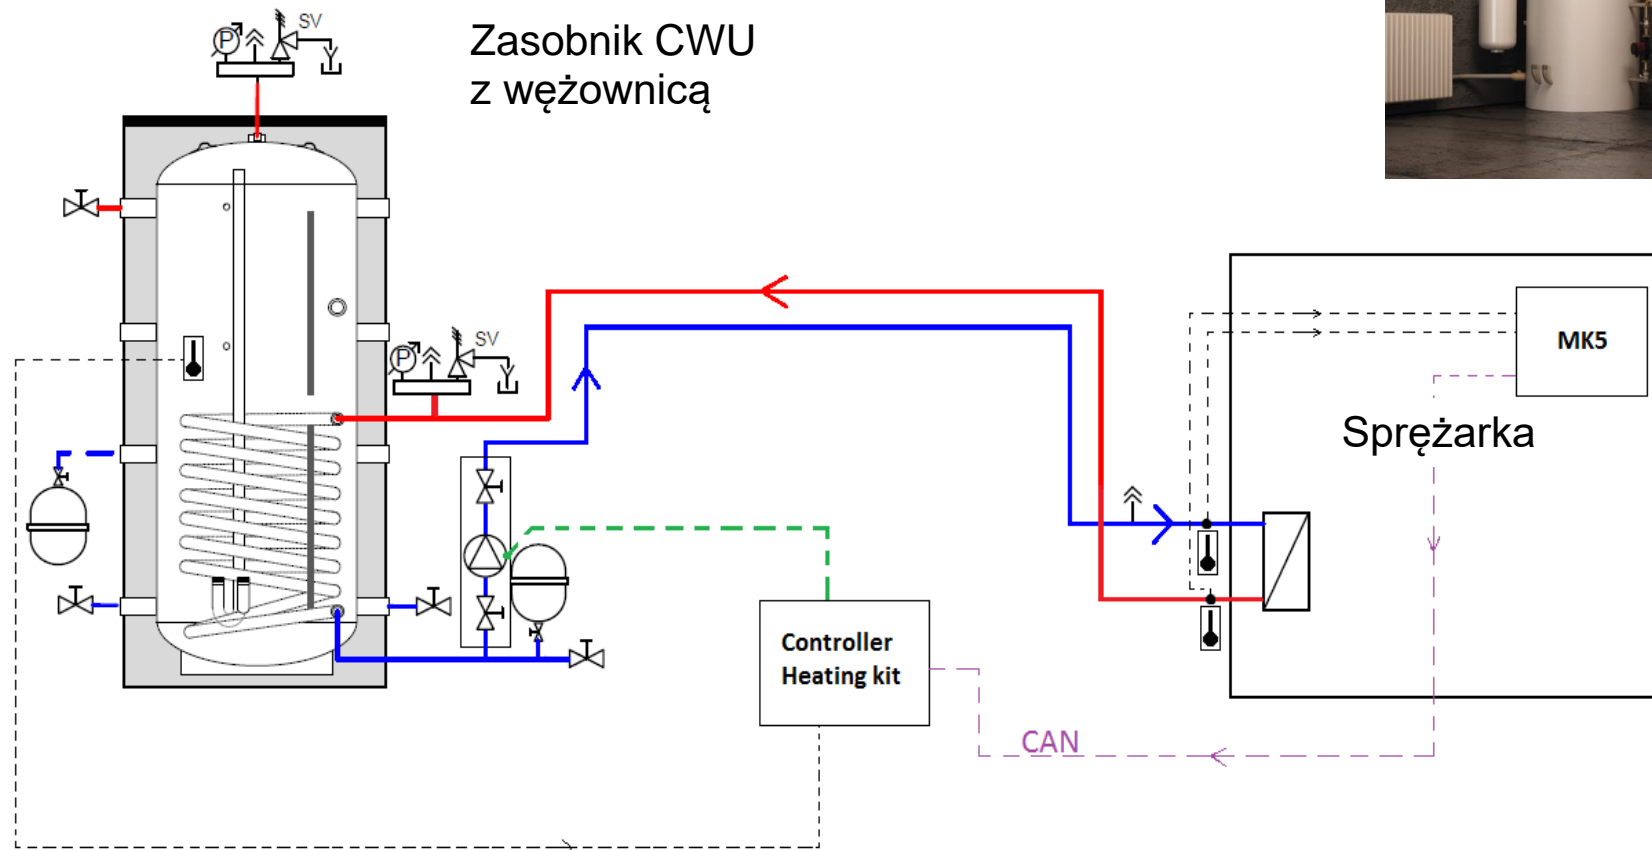 SV
P
Zasobnik CWU
z wężownicą
SV
P
MK5
Sprężarka
Controller
Heating kit
CAN